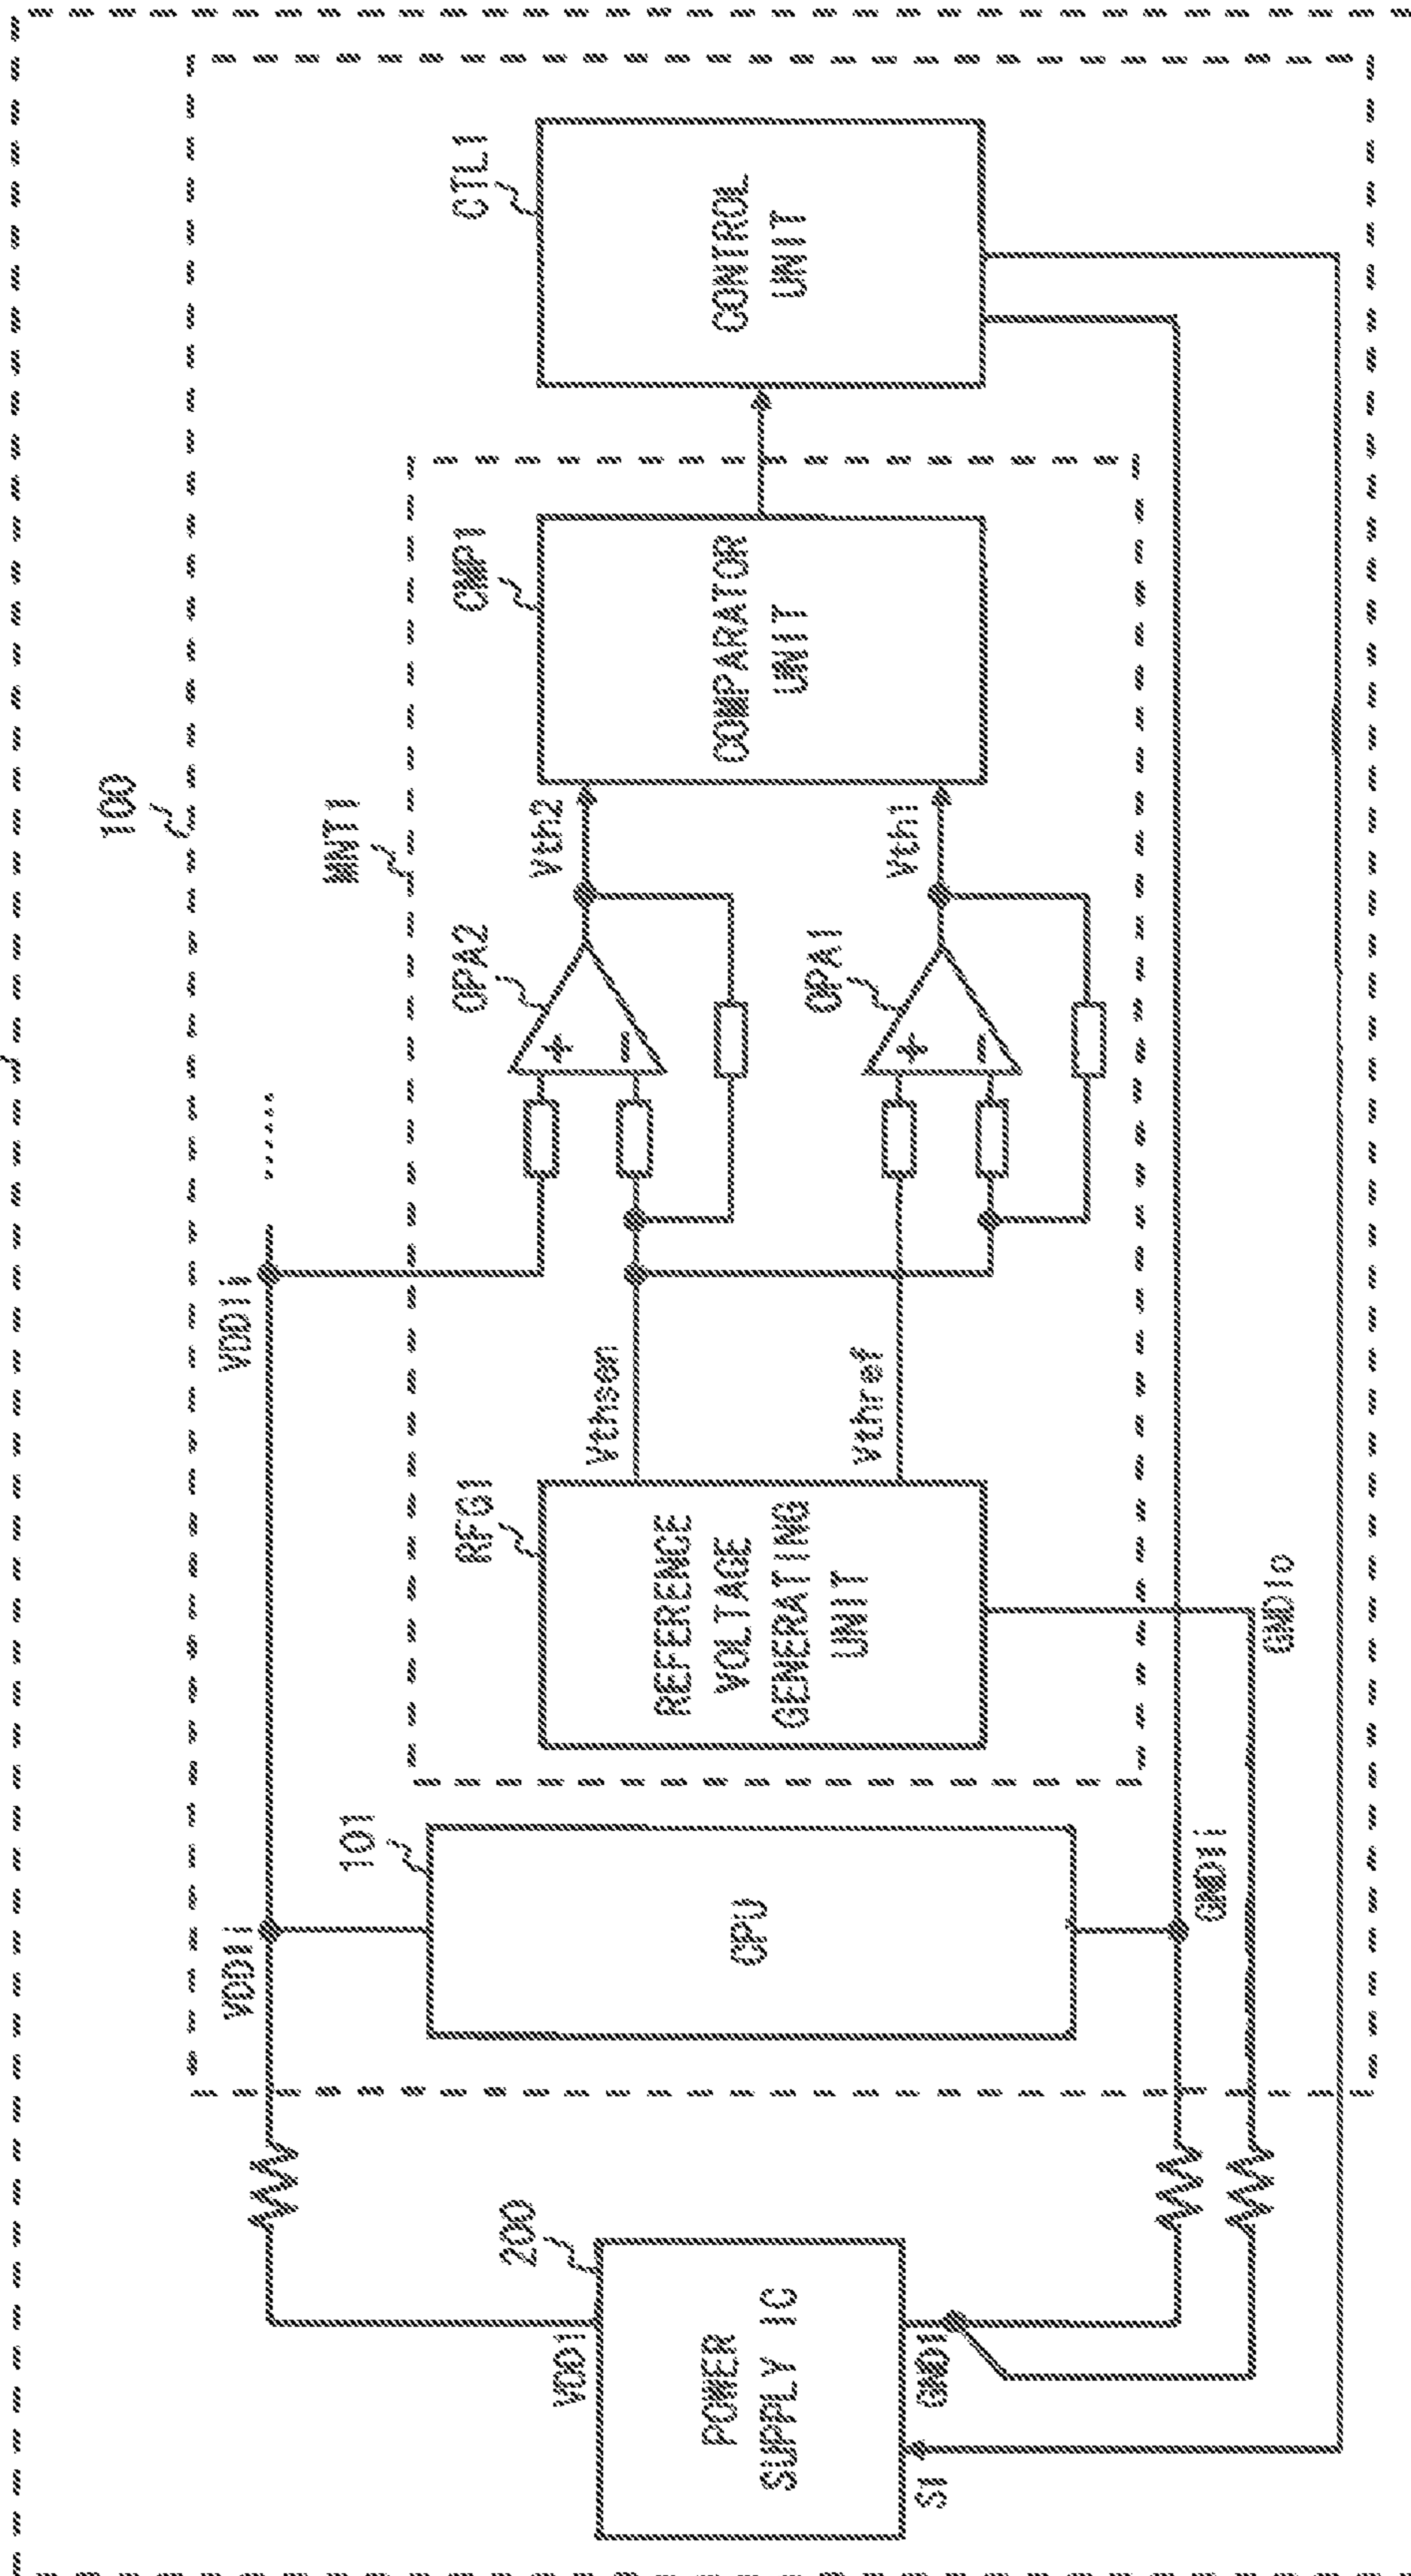 100
VDD1i
VDD1i
MNT1
101
CTL1
CMP1
OPA2
RFG1
200
VDD1
Vth2
Vthsen
CONTROL
UNIT
COMPARATOR
UNIT
REFERENCE
VOLTAGE
GENERATING
UNIT
CPU
POWER
SUPPLY IC
+
−
OPA1
Vth1
Vthref
+
−
GND1
S1
GND1i
GND1o